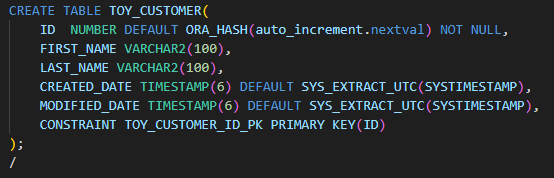 CREATE TABLE TOY_CUSTOMER(
    ID  NUMBER DEFAULT ORA_HASH(auto_increment.nextval) NOT NULL,
    FIRST_NAME VARCHAR2(100),
    LAST_NAME VARCHAR2(100),
    CREATED_DATE TIMESTAMP(6) DEFAULT SYS_EXTRACT_UTC(SYSTIMESTAMP),
    MODIFIED_DATE TIMESTAMP(6) DEFAULT SYS_EXTRACT_UTC(SYSTIMESTAMP),
    CONSTRAINT TOY_CUSTOMER_ID_PK PRIMARY KEY(ID)
);
/